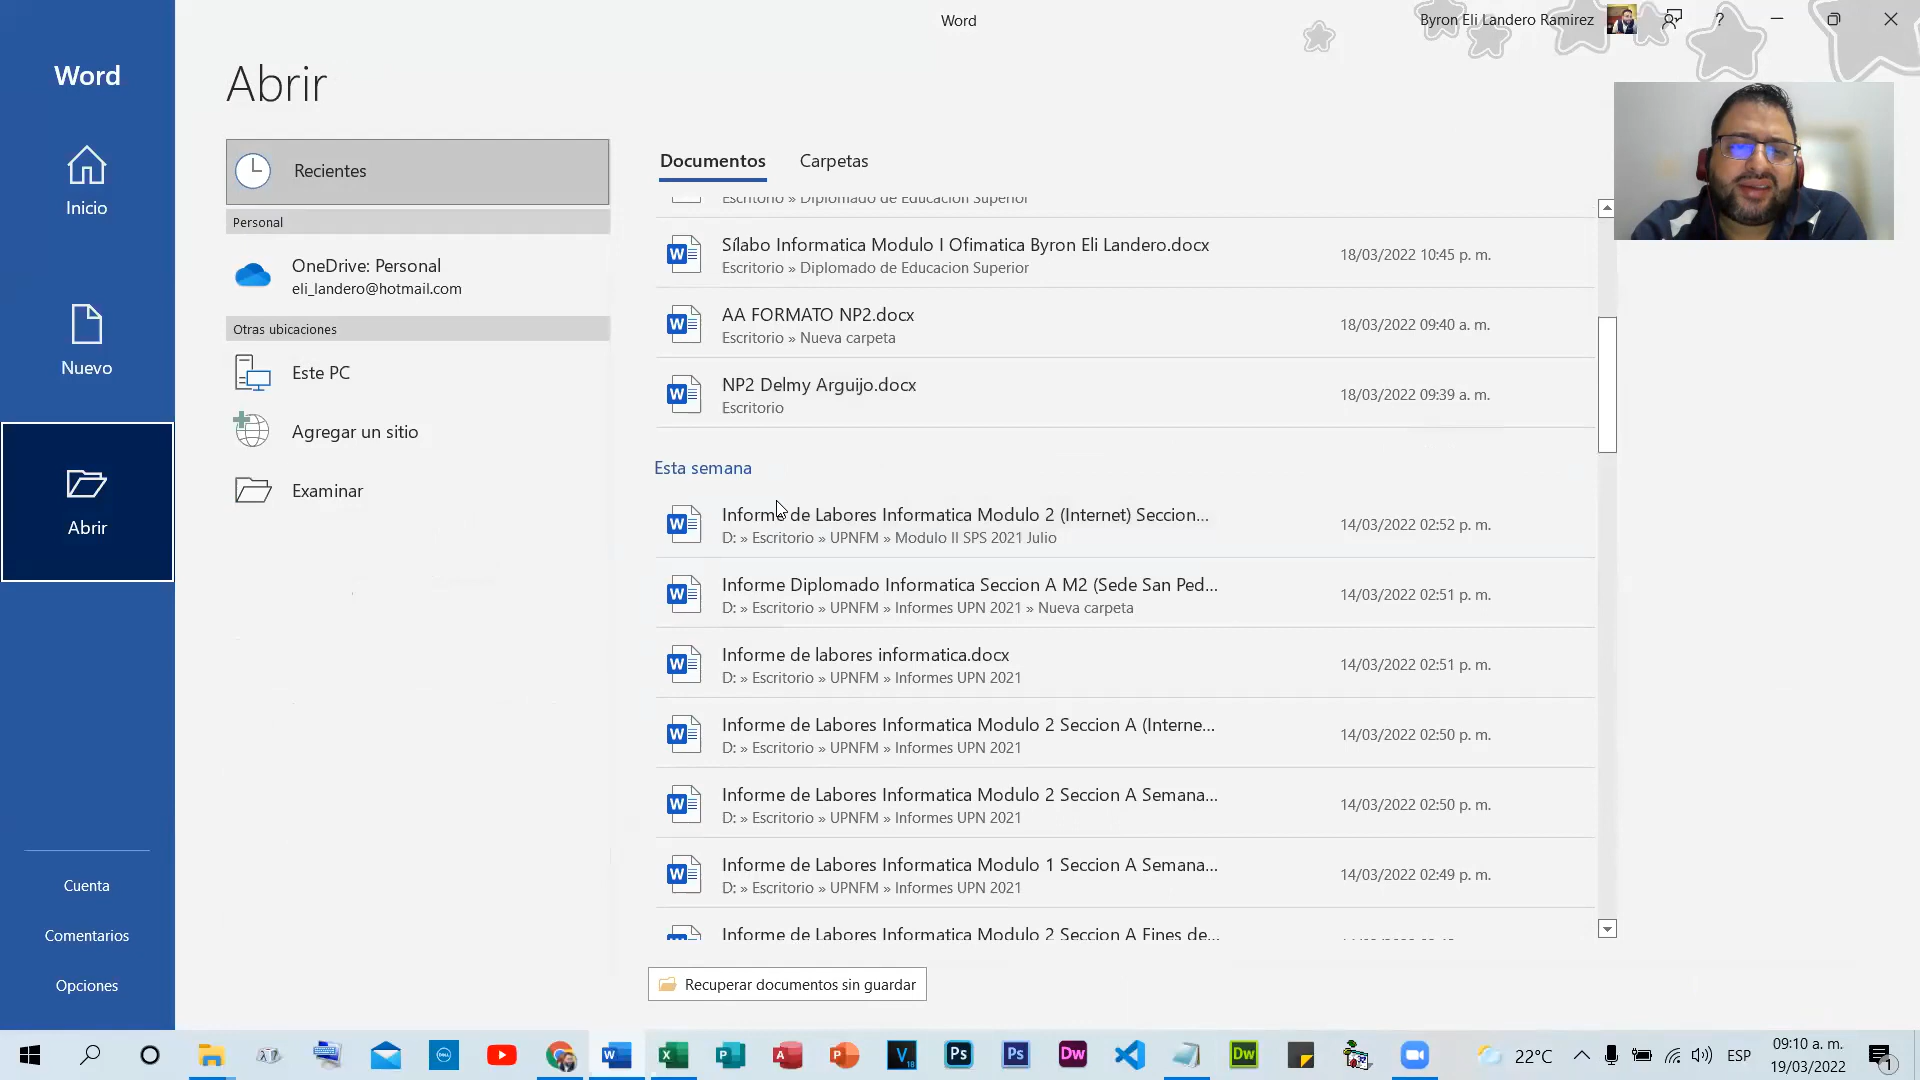 Word
Byron Eli Landero Ramirez
?
Word
Inicio
Nuevo
Abrir
Cuenta
Comentarios
Opciones
Abrir
Recientes
Personal
OneDrive: Personal
eli_landero@hotmail.com
Otras ubicaciones
Este PC
Agregar un sitio
Examinar
Documentos Carpetas
Escritorio » Diplomado de Educacion Superior
Sílabo Informatica Modulo I Ofimatica Byron Eli Landero.docx 18/03/2022 10:45 p. m.
Escritorio » Diplomado de Educacion Superior
AA FORMATO NP2.docx 18/03/2022 09:40 a. m.
Escritorio » Nueva carpeta
NP2 Delmy Arguijo.docx 18/03/2022 09:39 a. m.
Escritorio
Esta semana
Informe de Labores Informatica Modulo 2 (Internet) Seccion... 14/03/2022 02:52 p. m.
D: » Escritorio » UPNFM » Modulo II SPS 2021 Julio
Informe Diplomado Informatica Seccion A M2 (Sede San Ped... 14/03/2022 02:51 p. m.
D: » Escritorio » UPNFM » Informes UPN 2021 » Nueva carpeta
Informe de labores informatica.docx 14/03/2022 02:51 p. m.
D: » Escritorio » UPNFM » Informes UPN 2021
Informe de Labores Informatica Modulo 2 Seccion A (Interne... 14/03/2022 02:50 p. m.
D: » Escritorio » UPNFM » Informes UPN 2021
Informe de Labores Informatica Modulo 2 Seccion A Semana... 14/03/2022 02:50 p. m.
D: » Escritorio » UPNFM » Informes UPN 2021
Informe de Labores Informatica Modulo 1 Seccion A Semana... 14/03/2022 02:49 p. m.
D: » Escritorio » UPNFM » Informes UPN 2021
Informe de Labores Informatica Modulo 2 Seccion A Fines de...
Recuperar documentos sin guardar
22°C ESP 09:10 a. m.
19/03/2022
1